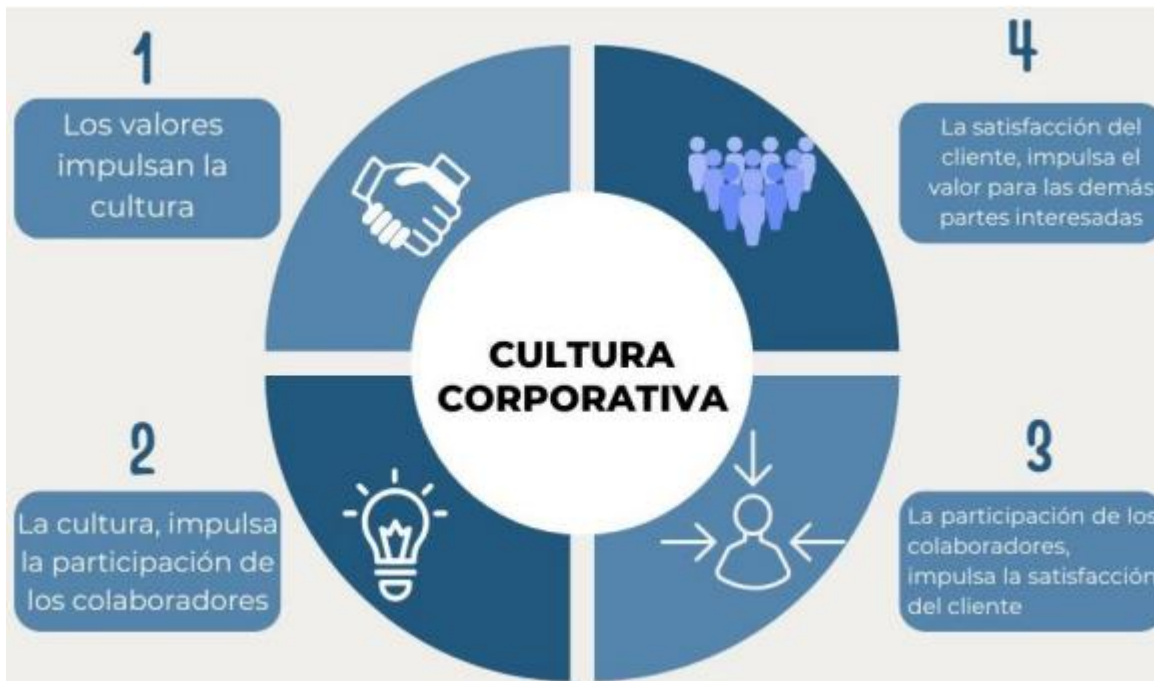 1
Los valores
impulsan la
cultura
2
La cultura, impulsa
la participación de
los colaboradores
CULTURA
CORPORATIVA
3
La participación de los
colaboradores,
impulsa la satisfacción
del cliente
4
La satisfacción del
cliente, impulsa el
valor para las demás
partes interesadas